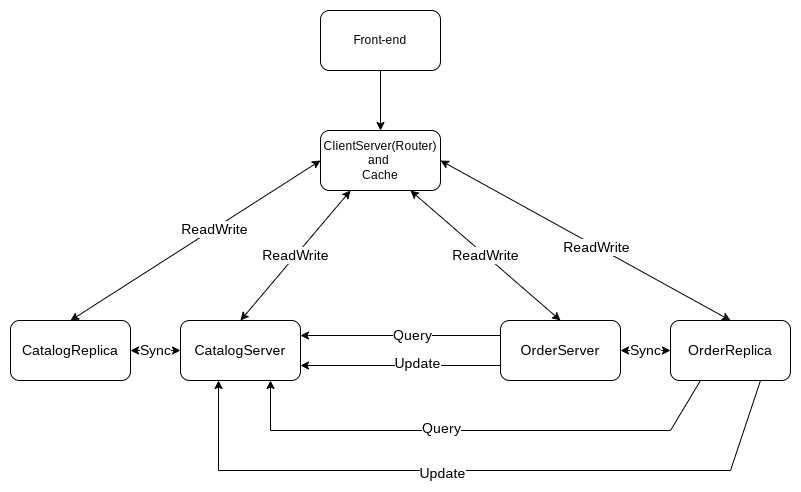 Front-end
ClientServer(Router)
and
Cache
ReadWrite
ReadWrite
ReadWrite
ReadWrite
CatalogReplica
Sync
CatalogServer
Query
Update
OrderServer
Sync
OrderReplica
Query
Update